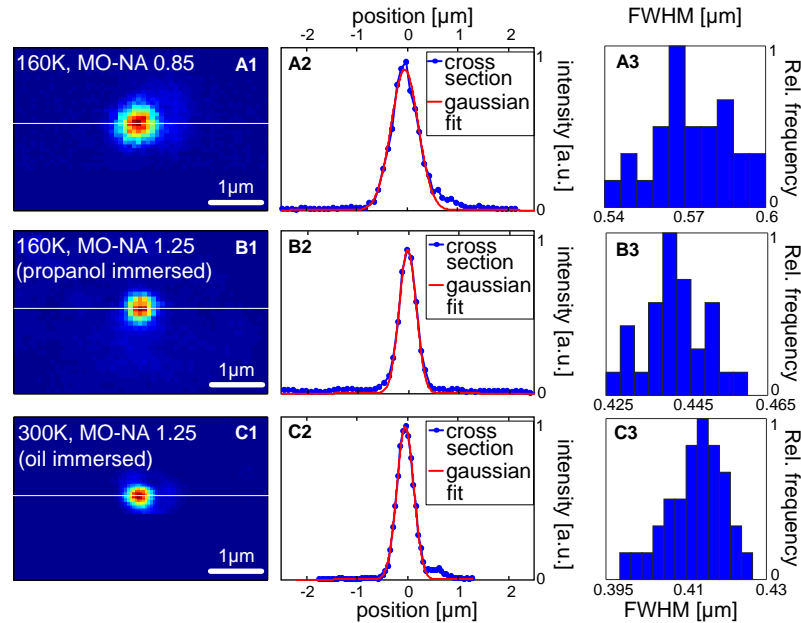 position [µm]
-2 -1 0 1 2
FWHM [µm]
160K, MO-NA 0.85
A1
1µm
A2
cross
section
gaussian
fit
1
0
intensity [a.u.]
A3
1
0
Rel. frequency
0.54 0.57 0.6
160K, MO-NA 1.25
(propanol immersed)
B1
1µm
B2
cross
section
gaussian
fit
1
0
intensity [a.u.]
B3
1
0
Rel. frequency
0.425 0.445 0.465
300K, MO-NA 1.25
(oil immersed)
C1
1µm
C2
cross
section
gaussian
fit
1
0
intensity [a.u.]
-2 -1 0 1 2
position [µm]
C3
1
0
Rel. frequency
0.395 0.41 0.43
FWHM [µm]